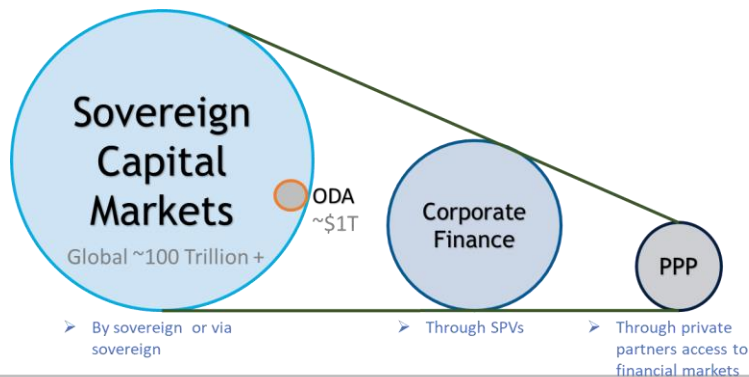 Sovereign
Capital
Markets
Global ~100 Trillion +
ODA
~$1T
Corporate
Finance
PPP
➢ By sovereign or via
sovereign
➢ Through SPVs
➢ Through private
partners access to
financial markets